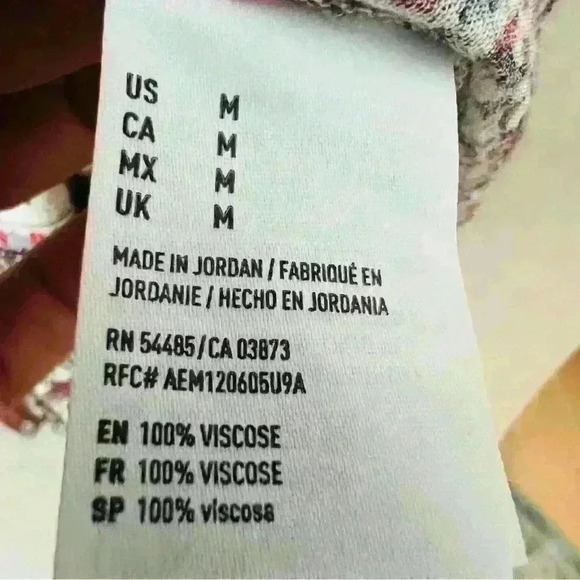 US M
CA M
MX M
UK M
MADE IN JORDAN / FABRIQUÉ EN
JORDANIE / HECHO EN JORDANIA
RN 54485/CA 03873
RFC# AEM120605U9A
EN 100% VISCOSE
FR 100% VISCOSE
SP 100% viscosa